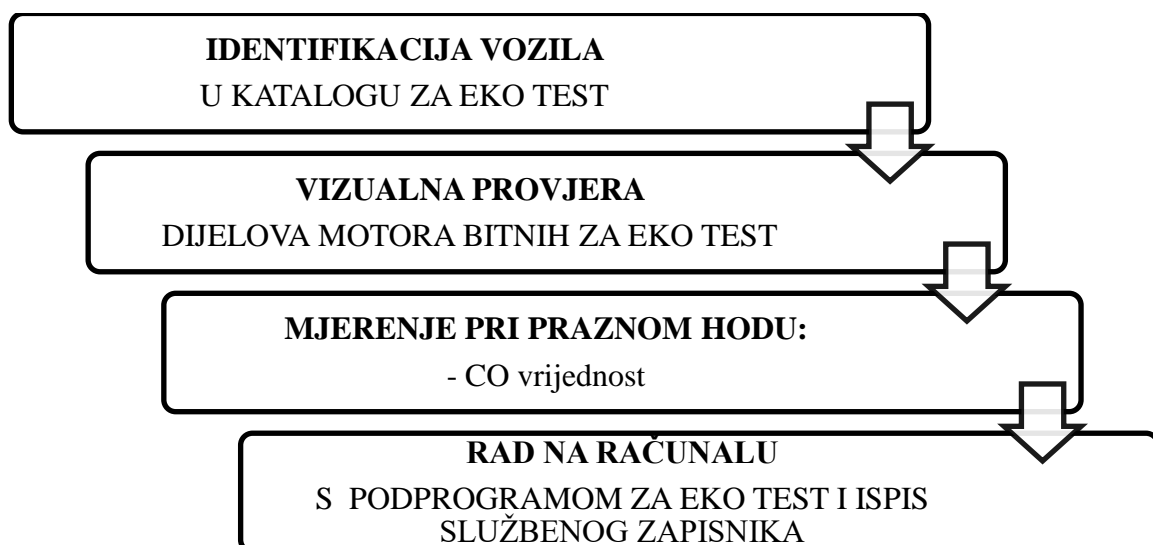 IDENTIFIKACIJA VOZILA
U KATALOGU ZA EKO TEST
VIZUALNA PROVJERA
DIJELOVA MOTORA BITNIH ZA EKO TEST
MJERENJE PRI PRAZNOM HODU:
- CO vrijednost
RAD NA RAČUNALU
S PODPROGRAMOM ZA EKO TEST I ISPIS
SLUŽBENOG ZAPISNIKA